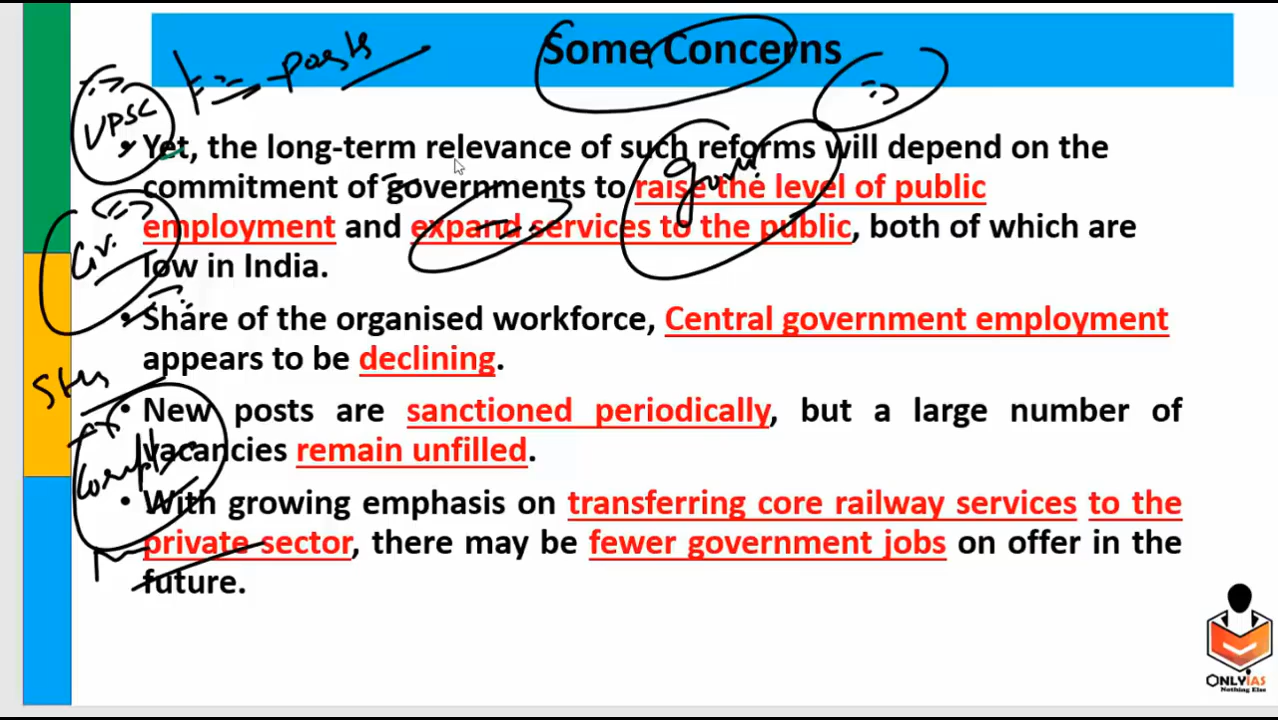 Some Concerns
posts
UPSC
• Yet, the long-term relevance of such reforms will depend on the
commitment of governments to raise the level of public
Govt.
employment and expand services to the public, both of which are
low in India.
• Share of the organised workforce, Central government employment
appears to be declining.
• New posts are sanctioned periodically, but a large number of
vacancies remain unfilled.
• With growing emphasis on transferring core railway services to the
private sector, there may be fewer government jobs on offer in the
future.
ONLYIAS
Nothing Else